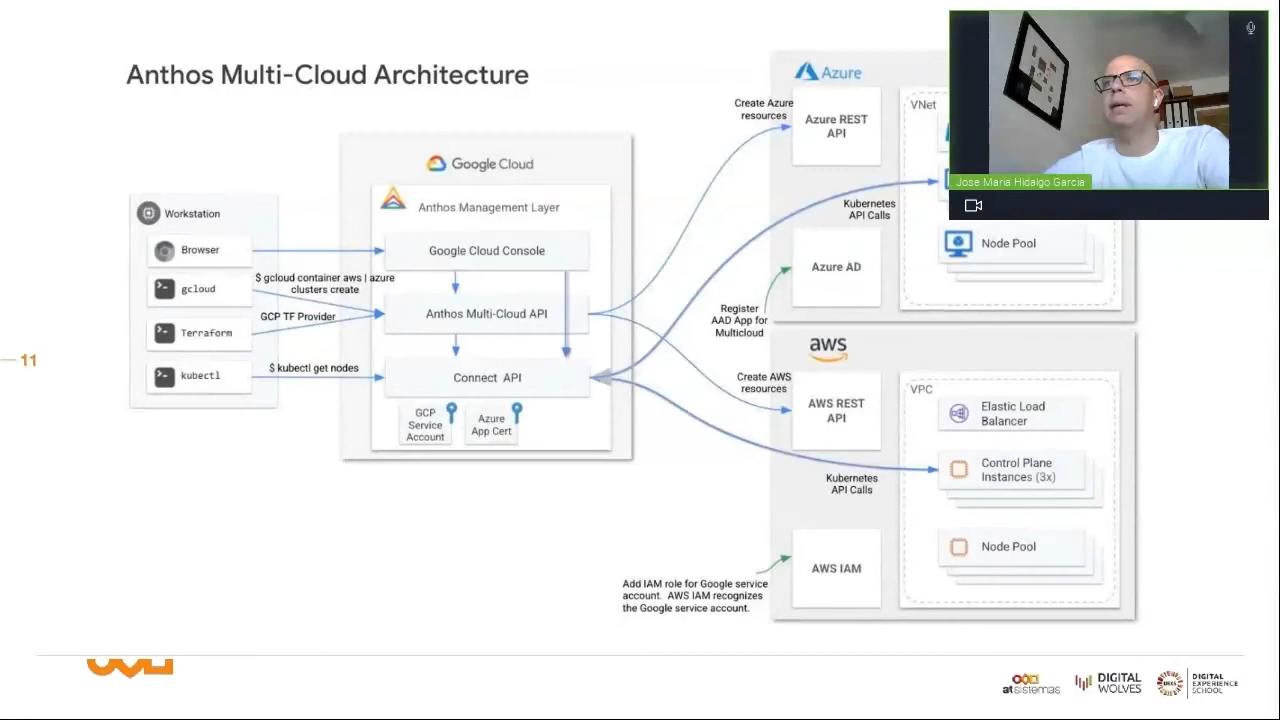 Anthos Multi-Cloud Architecture
Azure
Create Azure
resources
Azure REST
API
VNet
Jose Maria Hidalgo Garcia
Kubernetes
API Calls
Node Pool
Azure AD
Register
AAD App for
Multicloud
Google Cloud
Anthos Management Layer
Workstation
Browser
Google Cloud Console
gcloud
$ gcloud container aws | azure
clusters create
Anthos Multi-Cloud API
GCP TF Provider
Terraform
kubectl
$ kubectl get nodes
Connect API
GCP
Service
Account
Azure
App Cert
11
aws
Create AWS
resources
AWS REST
API
VPC
Elastic Load
Balancer
Control Plane
Instances (3x)
Kubernetes
API Calls
Node Pool
AWS IAM
Add IAM role for Google service
account. AWS IAM recognizes
the Google service account.
atsistemas
DIGITAL
WOLVES
DEXS
DIGITAL
EXPERIENCE
SCHOOL